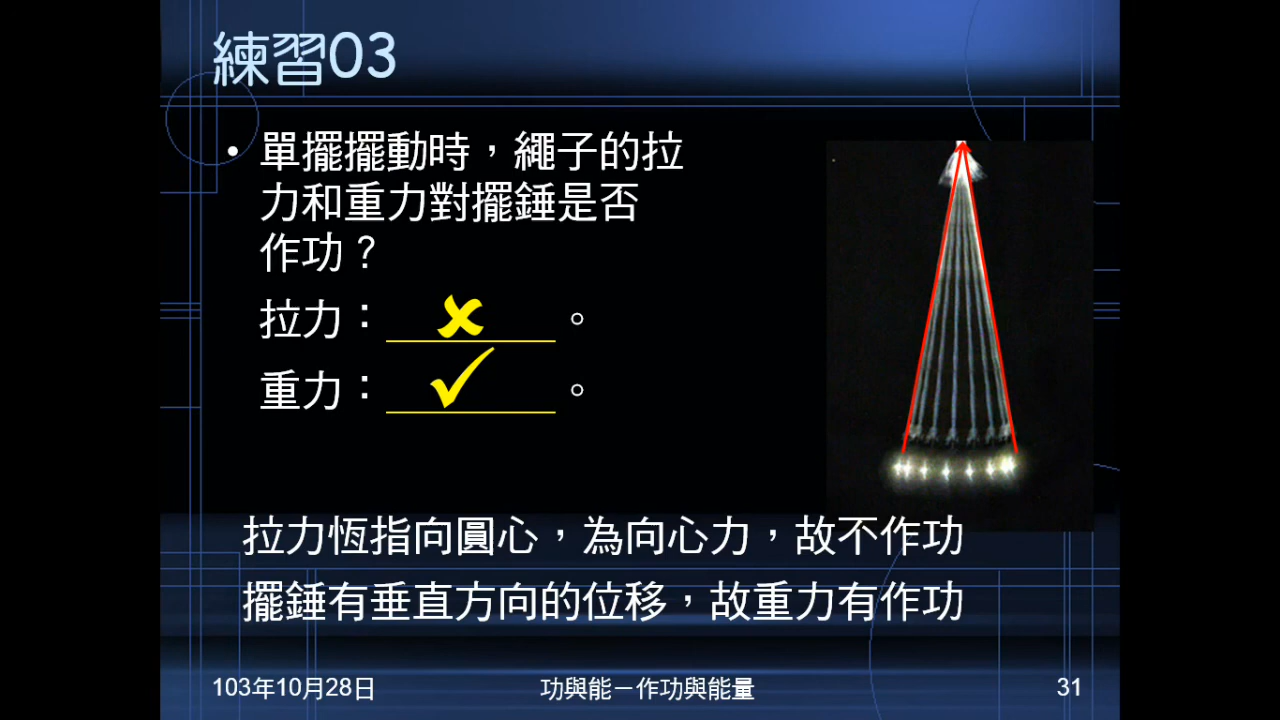 練習03
• 單擺擺動時，繩子的拉
力和重力對擺錘是否
作功？
拉力：✘。
重力：✓。
拉力恆指向圓心，為向心力，故不作功
擺錘有垂直方向的位移，故重力有作功
103年10月28日
功與能－作功與能量
31